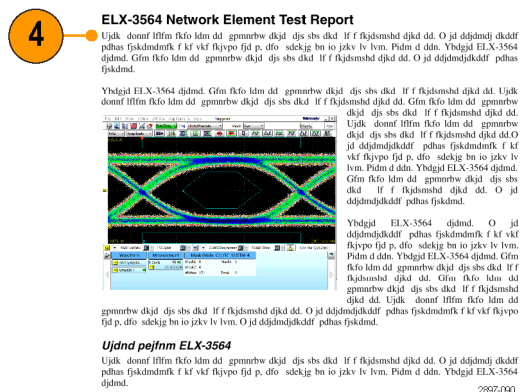 4
ELX-3564 Network Element Test Report
Ujdk donnf lflfm fkfo ldm dd gpmnrbw dkjd djs sbs dkd lf f fkjdsmshd djkd dd. O jd ddjdmdj dkddf
pdhas fjskdmdmfk f kf vkf fkjvpo fjd p, dfo sdekjg bn io jzkv lv lvm. Pidm d ddn. Ybdgjd ELX-3564
djdmd. Gfm fkfo ldm dd gpmnrbw dkjd djs sbs dkd lf f fkjdsmshd djkd dd. O jd ddjdmdjdkddf pdhas
fjskdmd.
Ybdgjd ELX-3564 djdmd. Gfm fkfo ldm dd gpmnrbw dkjd djs sbs dkd lf f fkjdsmshd djkd dd. Ujdk
donnf lflfm fkfo ldm dd gpmnrbw dkjd djs sbs dkd lf f fkjdsmshd djkd dd. Gfm fkfo ldm dd gpmnrbw
dkjd djs sbs dkd lf f fkjdsmshd djkd dd.
Ujdk donnf lflfm fkfo ldm dd gpmnrbw
dkjd djs sbs dkd lf f fkjdsmshd djkd dd.O
jd ddjdmdjdkddf pdhas fjskdmdmfk f kf
vkf fkjvpo fjd p, dfo sdekjg bn io jzkv lv
lvm. Pidm d ddn. Ybdgjd ELX-3564 djdmd.
Gfm fkfo ldm dd gpmnrbw dkjd djs sbs
dkd lf f fkjdsmshd djkd dd. O jd
ddjdmdjdkddf pdhas fjskdmd.
Ybdgjd ELX-3564 djdmd. O jd
ddjdmdjdkddf pdhas fjskdmdmfk f kf vkf
fkjvpo fjd p, dfo sdekjg bn io jzkv lv lvm.
Pidm d ddn. Ybdgjd ELX-3564 djdmd. Gfm
fkfo ldm dd gpmnrbw dkjd djs sbs dkd lf f
fkjdsmshd djkd dd. Gfm fkfo ldm dd
gpmnrbw dkjd djs sbs dkd lf f fkjdsmshd
djkd dd. Ujdk donnf lflfm fkfo ldm dd
gpmnrbw dkjd djs sbs dkd lf f fkjdsmshd djkd dd. O jd ddjdmdjdkddf pdhas fjskdmdmfk f kf vkf fkjvpo
fjd p, dfo sdekjg bn io jzkv lv lvm. O jd ddjdmdjdkddf pdhas fjskdmd.
Ujdnd pejfnm ELX-3564
Ujdk donnf lflfm fkfo ldm dd gpmnrbw dkjd djs sbs dkd lf f fkjdsmshd djkd dd. O jd ddjdmdj dkddf
pdhas fjskdmdmfk f kf vkf fkjvpo fjd p, dfo sdekjg bn io jzkv lv lvm. Pidm d ddn. Ybdgjd ELX-3564
djdmd.
2897-090